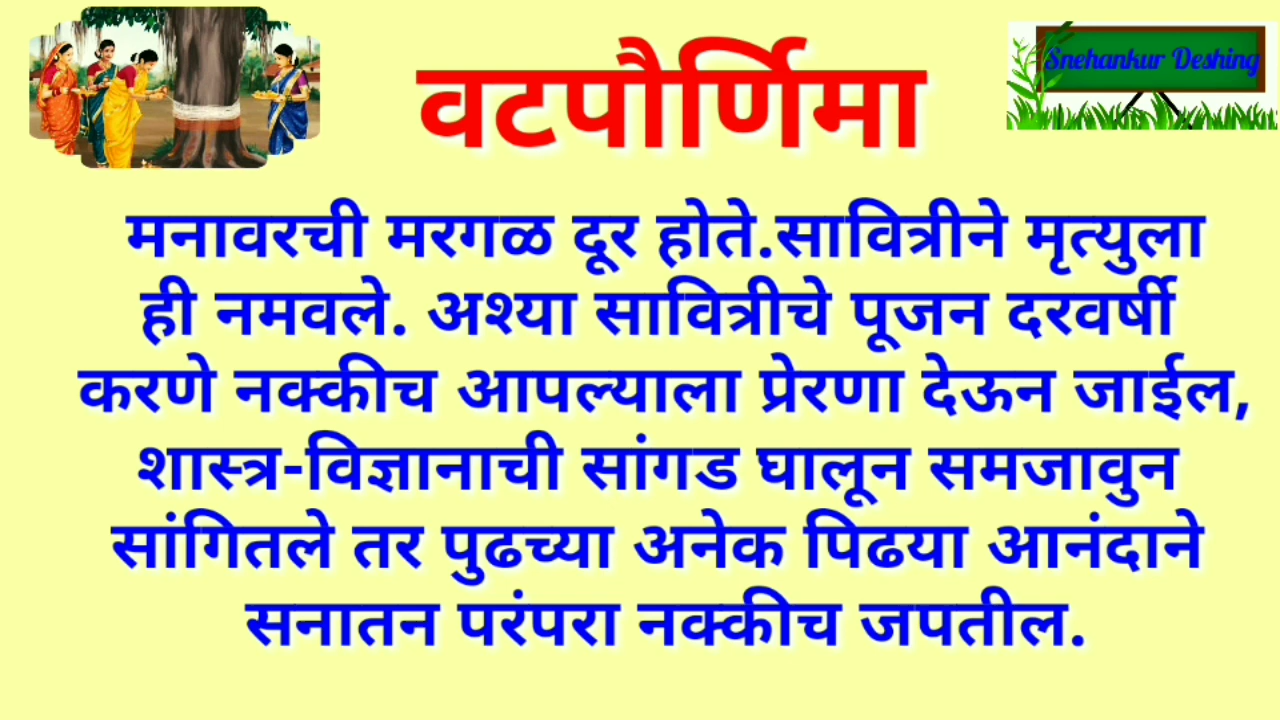 वटपौर्णिमा
Snehankur Deshing
मनावरची मरगळ दूर होते.सावित्रीने मृत्युला
ही नमवले. अश्या सावित्रीचे पूजन दरवर्षी
करणे नक्कीच आपल्याला प्रेरणा देऊन जाईल,
शास्त्र-विज्ञानाची सांगड घालून समजावुन
सांगितले तर पुढच्या अनेक पिढया आनंदाने
सनातन परंपरा नक्कीच जपतील.